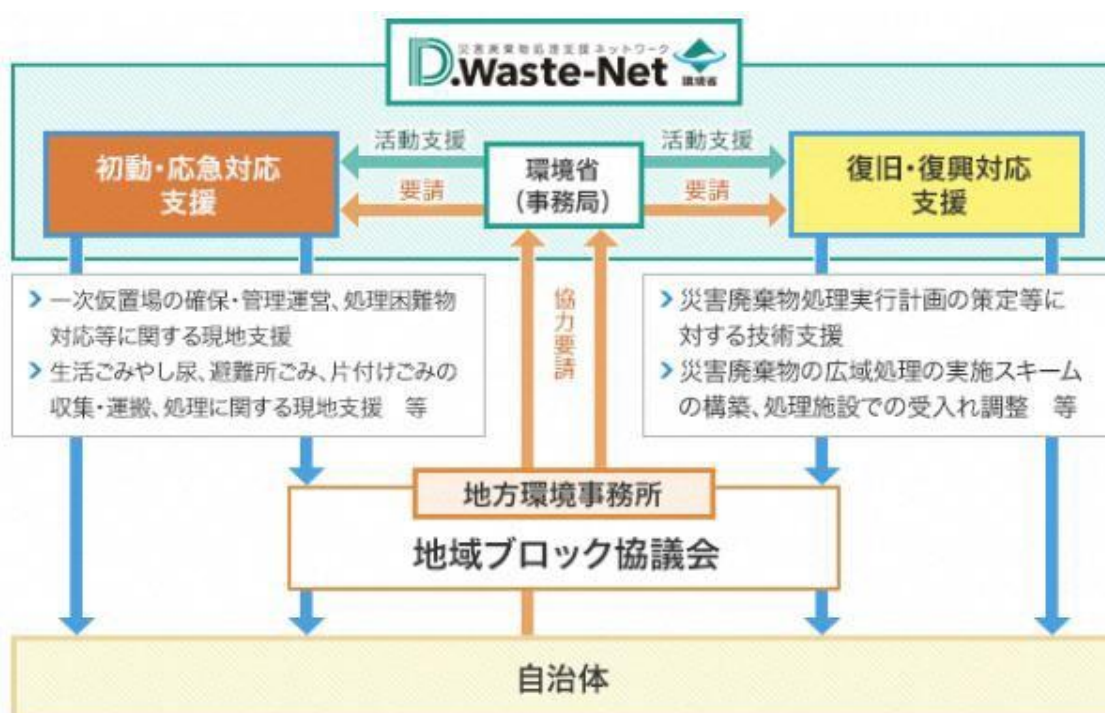 災害廃棄物処理支援ネットワーク
D.Waste-Net
環境省
初動・応急対応
支援
活動支援
要請
環境省
(事務局)
活動支援
要請
復旧・復興対応
支援
一次仮置場の確保・管理運営、処理困難物
対応等に関する現地支援
生活ごみやし尿、避難所ごみ、片付けごみの
収集・運搬、処理に関する現地支援 等
協力要請
災害廃棄物処理実行計画の策定等に
対する技術支援
災害廃棄物の広域処理の実施スキーム
の構築、処理施設での受入れ調整 等
地方環境事務所
地域ブロック協議会
自治体